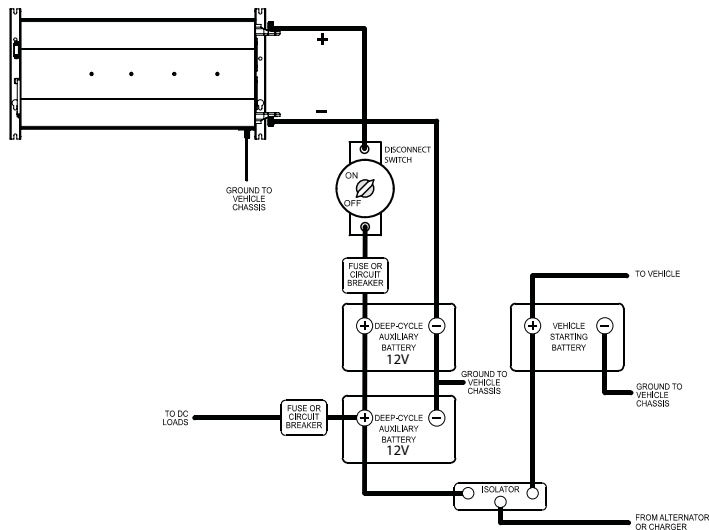 +
−
DISCONNECT
SWITCH
ON
OFF
GROUND TO
VEHICLE
CHASSIS
FUSE OR
CIRCUIT
BREAKER
TO VEHICLE
+
DEEP-CYCLE
AUXILIARY
BATTERY
12V
−
+
VEHICLE
STARTING
BATTERY
−
GROUND TO
VEHICLE
CHASSIS
GROUND TO
VEHICLE
CHASSIS
TO DC
LOADS
FUSE OR
CIRCUIT
BREAKER
+
DEEP-CYCLE
AUXILIARY
BATTERY
12V
−
ISOLATOR
FROM ALTERNATOR
OR CHARGER